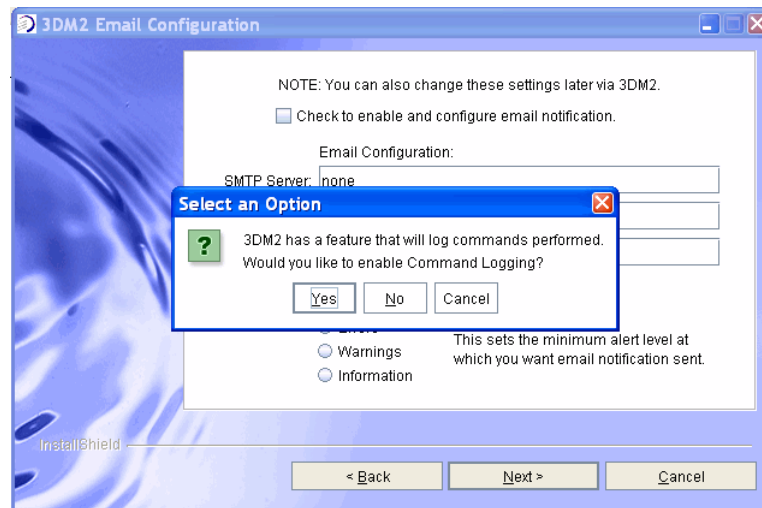 3DM2 Email Configuration
NOTE: You can also change these settings later via 3DM2.
Check to enable and configure email notification.
Email Configuration:
SMTP Server: none
Select an Option
3DM2 has a feature that will log commands performed.
Would you like to enable Command Logging?
Yes No Cancel
Errors
Warnings
Information
This sets the minimum alert level at
which you want email notification sent.
InstallShield
< Back Next > Cancel